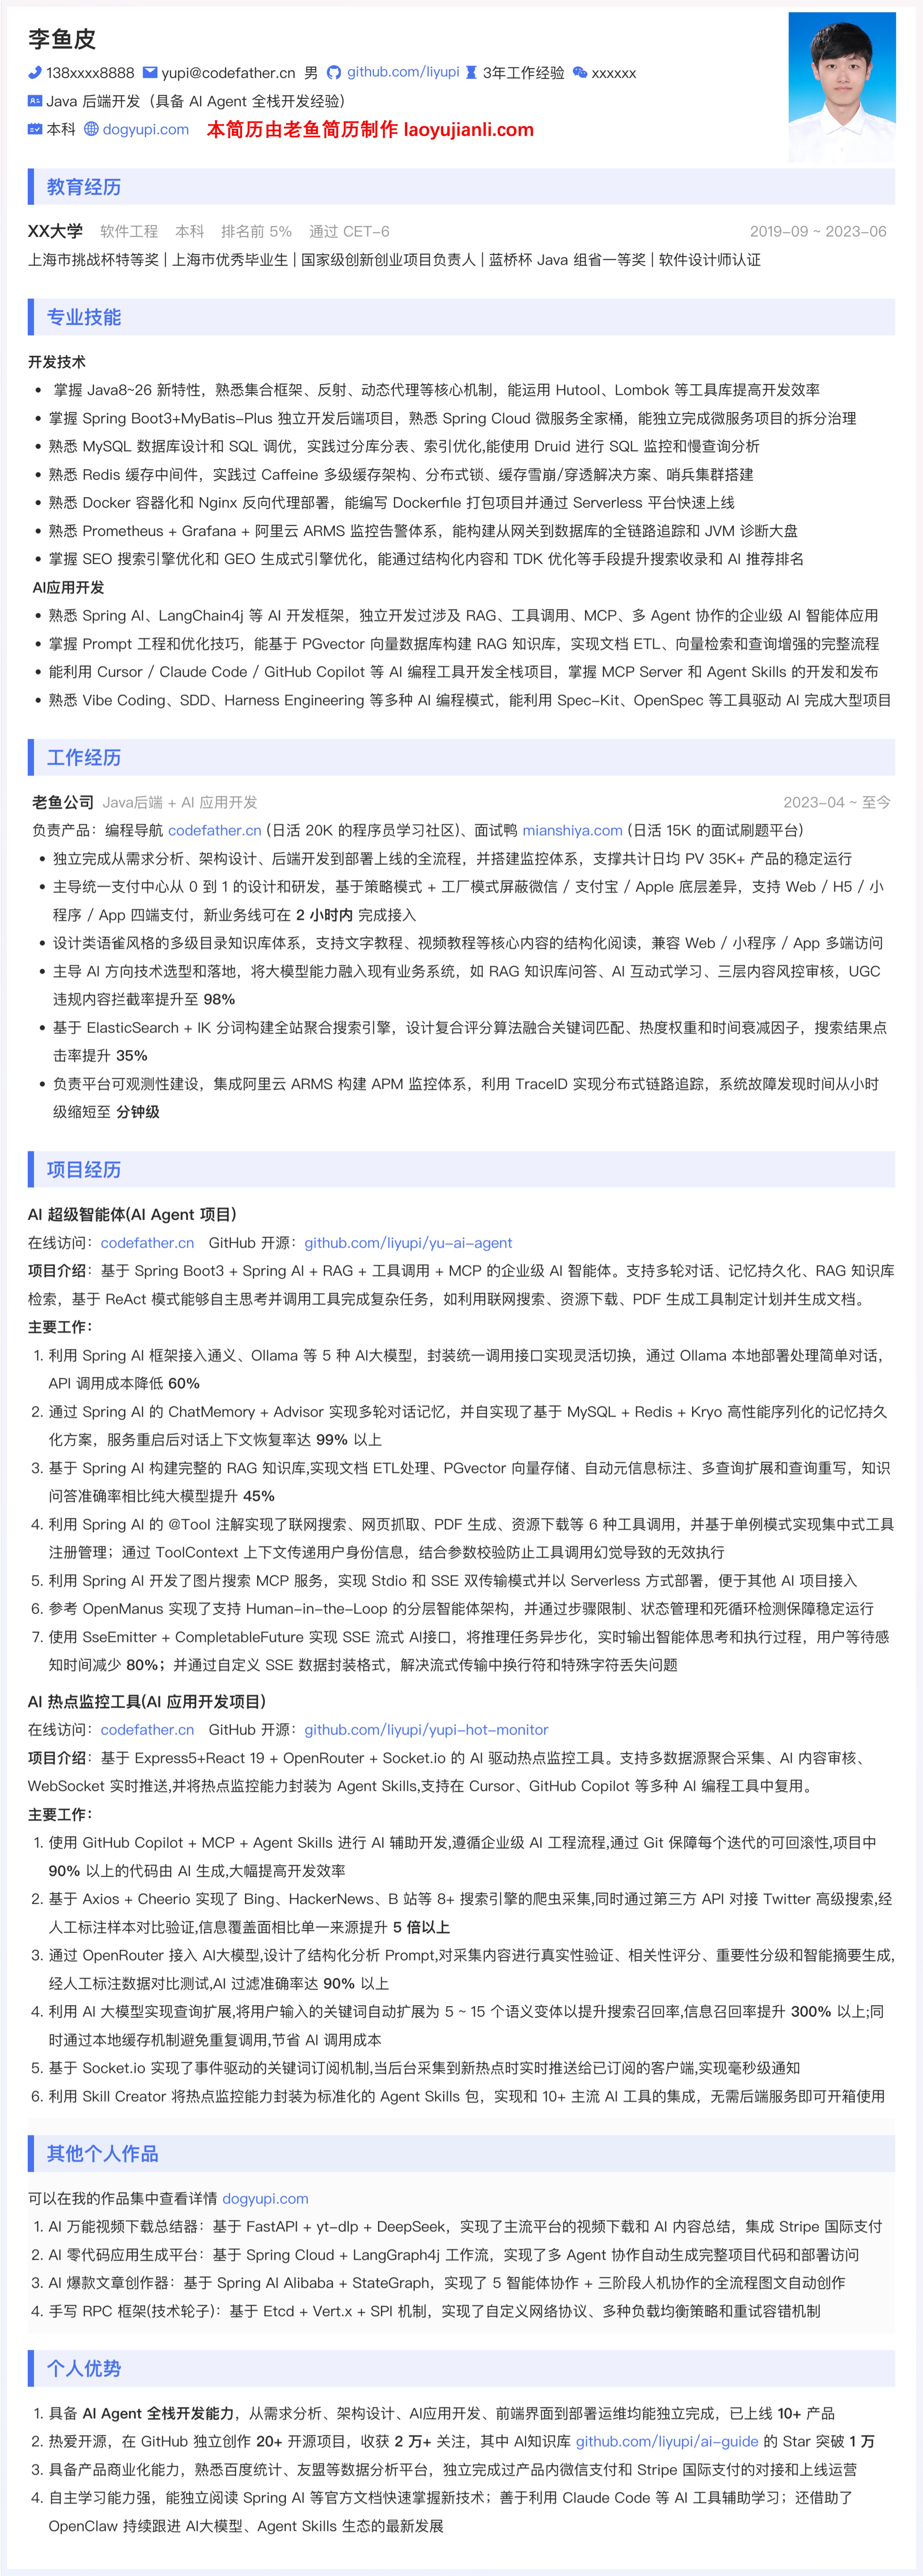 李鱼皮
138xxxx8888 yupi@codefather.cn 男 github.com/liyupi 3年工作经验 xxxxxx
Java 后端开发（具备 AI Agent 全栈开发经验）
本科 dogyupi.com 本简历由老鱼简历制作 laoyujianli.com
教育经历
XX大学 软件工程 本科 排名前 5% 通过 CET-6 2019-09 ~ 2023-06
上海市挑战杯特等奖 | 上海市优秀毕业生 | 国家级创新创业项目负责人 | 蓝桥杯 Java 组省一等奖 | 软件设计师认证
专业技能
开发技术
• 掌握 Java8~26 新特性，熟悉集合框架、反射、动态代理等核心机制，能运用 Hutool、Lombok 等工具库提高开发效率
• 掌握 Spring Boot3+MyBatis-Plus 独立开发后端项目，熟悉 Spring Cloud 微服务全家桶，能独立完成微服务项目的拆分治理
• 熟悉 MySQL 数据库设计和 SQL 调优，实践过分库分表、索引优化,能使用 Druid 进行 SQL 监控和慢查询分析
• 熟悉 Redis 缓存中间件，实践过 Caffeine 多级缓存架构、分布式锁、缓存雪崩/穿透解决方案、哨兵集群搭建
• 熟悉 Docker 容器化和 Nginx 反向代理部署，能编写 Dockerfile 打包项目并通过 Serverless 平台快速上线
• 熟悉 Prometheus + Grafana + 阿里云 ARMS 监控告警体系，能构建从网关到数据库的全链路追踪和 JVM 诊断大盘
• 掌握 SEO 搜索引擎优化和 GEO 生成式引擎优化，能通过结构化内容和 TDK 优化等手段提升搜索收录和 AI 推荐排名
AI应用开发
• 熟悉 Spring AI、LangChain4j 等 AI 开发框架，独立开发过涉及 RAG、工具调用、MCP、多 Agent 协作的企业级 AI 智能体应用
• 掌握 Prompt 工程和优化技巧，能基于 PGvector 向量数据库构建 RAG 知识库，实现文档 ETL、向量检索和查询增强的完整流程
• 能利用 Cursor / Claude Code / GitHub Copilot 等 AI 编程工具开发全栈项目，掌握 MCP Server 和 Agent Skills 的开发和发布
• 熟悉 Vibe Coding、SDD、Harness Engineering 等多种 AI 编程模式，能利用 Spec-Kit、OpenSpec 等工具驱动 AI 完成大型项目
工作经历
老鱼公司 Java后端 + AI 应用开发 2023-04 ~ 至今
负责产品：编程导航 codefather.cn (日活 20K 的程序员学习社区)、面试鸭 mianshiya.com (日活 15K 的面试刷题平台)
• 独立完成从需求分析、架构设计、后端开发到部署上线的全流程，并搭建监控体系，支撑共计日均 PV 35K+ 产品的稳定运行
• 主导统一支付中心从 0 到 1 的设计和研发，基于策略模式 + 工厂模式屏蔽微信 / 支付宝 / Apple 底层差异，支持 Web / H5 / 小
程序 / App 四端支付，新业务线可在 2 小时内 完成接入
• 设计类语雀风格的多级目录知识库体系，支持文字教程、视频教程等核心内容的结构化阅读，兼容 Web / 小程序 / App 多端访问
• 主导 AI 方向技术选型和落地，将大模型能力融入现有业务系统，如 RAG 知识库问答、AI 互动式学习、三层内容风控审核，UGC
违规内容拦截率提升至 98%
• 基于 ElasticSearch + IK 分词构建全站聚合搜索引擎，设计复合评分算法融合关键词匹配、热度权重和时间衰减因子，搜索结果点
击率提升 35%
• 负责平台可观测性建设，集成阿里云 ARMS 构建 APM 监控体系，利用 TraceID 实现分布式链路追踪，系统故障发现时间从小时
级缩短至 分钟级
项目经历
AI 超级智能体(AI Agent 项目)
在线访问：codefather.cn GitHub 开源：github.com/liyupi/yu-ai-agent
项目介绍：基于 Spring Boot3 + Spring AI + RAG + 工具调用 + MCP 的企业级 AI 智能体。支持多轮对话、记忆持久化、RAG 知识库
检索，基于 ReAct 模式能够自主思考并调用工具完成复杂任务，如利用联网搜索、资源下载、PDF 生成工具制定计划并生成文档。
主要工作：
1. 利用 Spring AI 框架接入通义、Ollama 等 5 种 AI大模型，封装统一调用接口实现灵活切换，通过 Ollama 本地部署处理简单对话，
API 调用成本降低 60%
2. 通过 Spring AI 的 ChatMemory + Advisor 实现多轮对话记忆，并自实现了基于 MySQL + Redis + Kryo 高性能序列化的记忆持久
化方案，服务重启后对话上下文恢复率达 99% 以上
3. 基于 Spring AI 构建完整的 RAG 知识库,实现文档 ETL处理、PGvector 向量存储、自动元信息标注、多查询扩展和查询重写，知识
问答准确率相比纯大模型提升 45%
4. 利用 Spring AI 的 @Tool 注解实现了联网搜索、网页抓取、PDF 生成、资源下载等 6 种工具调用，并基于单例模式实现集中式工具
注册管理；通过 ToolContext 上下文传递用户身份信息，结合参数校验防止工具调用幻觉导致的无效执行
5. 利用 Spring AI 开发了图片搜索 MCP 服务，实现 Stdio 和 SSE 双传输模式并以 Serverless 方式部署，便于其他 AI 项目接入
6. 参考 OpenManus 实现了支持 Human-in-the-Loop 的分层智能体架构，并通过步骤限制、状态管理和死循环检测保障稳定运行
7. 使用 SseEmitter + CompletableFuture 实现 SSE 流式 AI接口，将推理任务异步化，实时输出智能体思考和执行过程，用户等待感
知时间减少 80%；并通过自定义 SSE 数据封装格式，解决流式传输中换行符和特殊字符丢失问题
AI 热点监控工具(AI 应用开发项目)
在线访问：codefather.cn GitHub 开源：github.com/liyupi/yupi-hot-monitor
项目介绍：基于 Express5+React 19 + OpenRouter + Socket.io 的 AI 驱动热点监控工具。支持多数据源聚合采集、AI 内容审核、
WebSocket 实时推送,并将热点监控能力封装为 Agent Skills,支持在 Cursor、GitHub Copilot 等多种 AI 编程工具中复用。
主要工作：
1. 使用 GitHub Copilot + MCP + Agent Skills 进行 AI 辅助开发,遵循企业级 AI 工程流程,通过 Git 保障每个迭代的可回滚性,项目中
90% 以上的代码由 AI 生成,大幅提高开发效率
2. 基于 Axios + Cheerio 实现了 Bing、HackerNews、B 站等 8+ 搜索引擎的爬虫采集,同时通过第三方 API 对接 Twitter 高级搜索,经
人工标注样本对比验证,信息覆盖面相比单一来源提升 5 倍以上
3. 通过 OpenRouter 接入 AI大模型,设计了结构化分析 Prompt,对采集内容进行真实性验证、相关性评分、重要性分级和智能摘要生成,
经人工标注数据对比测试,AI 过滤准确率达 90% 以上
4. 利用 AI 大模型实现查询扩展,将用户输入的关键词自动扩展为 5 ~ 15 个语义变体以提升搜索召回率,信息召回率提升 300% 以上;同
时通过本地缓存机制避免重复调用,节省 AI 调用成本
5. 基于 Socket.io 实现了事件驱动的关键词订阅机制,当后台采集到新热点时实时推送给已订阅的客户端,实现毫秒级通知
6. 利用 Skill Creator 将热点监控能力封装为标准化的 Agent Skills 包，实现和 10+ 主流 AI 工具的集成，无需后端服务即可开箱使用
其他个人作品
可以在我的作品集中查看详情 dogyupi.com
1. AI 万能视频下载总结器：基于 FastAPI + yt-dlp + DeepSeek，实现了主流平台的视频下载和 AI 内容总结，集成 Stripe 国际支付
2. AI 零代码应用生成平台：基于 Spring Cloud + LangGraph4j 工作流，实现了多 Agent 协作自动生成完整项目代码和部署访问
3. AI 爆款文章创作器：基于 Spring AI Alibaba + StateGraph，实现了 5 智能体协作 + 三阶段人机协作的全流程图文自动创作
4. 手写 RPC 框架(技术轮子)：基于 Etcd + Vert.x + SPI 机制，实现了自定义网络协议、多种负载均衡策略和重试容错机制
个人优势
1. 具备 AI Agent 全栈开发能力，从需求分析、架构设计、AI应用开发、前端界面到部署运维均能独立完成，已上线 10+ 产品
2. 热爱开源，在 GitHub 独立创作 20+ 开源项目，收获 2 万+ 关注，其中 AI知识库 github.com/liyupi/ai-guide 的 Star 突破 1 万
3. 具备产品商业化能力，熟悉百度统计、友盟等数据分析平台，独立完成过产品内微信支付和 Stripe 国际支付的对接和上线运营
4. 自主学习能力强，能独立阅读 Spring AI 等官方文档快速掌握新技术；善于利用 Claude Code 等 AI 工具辅助学习；还借助了
OpenClaw 持续跟进 AI大模型、Agent Skills 生态的最新发展